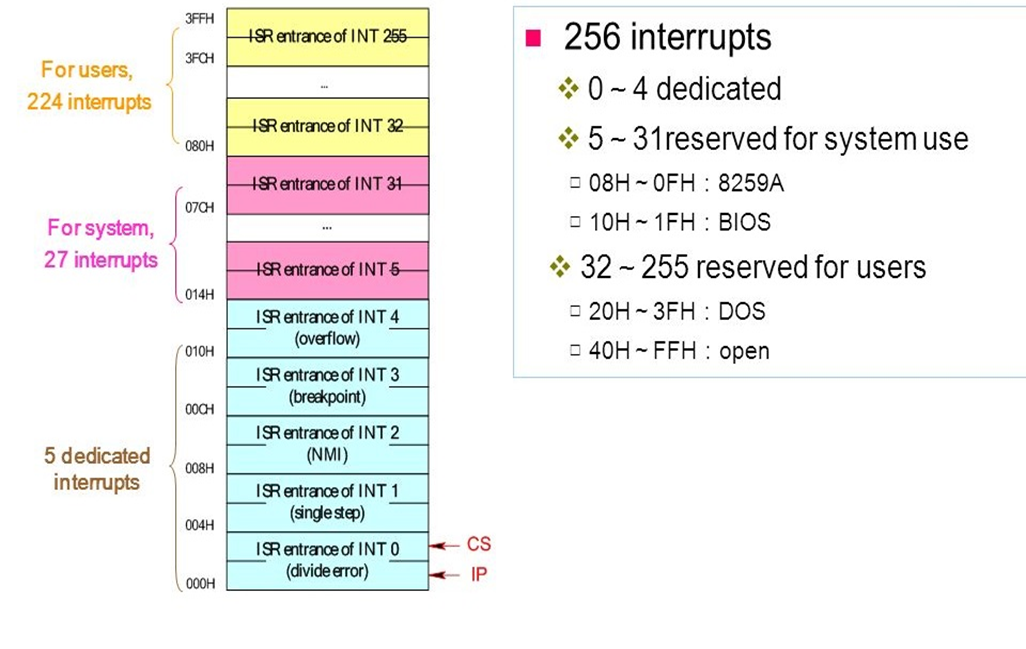 3FFH
ISR entrance of INT 255
3FCH
For users,
224 interrupts
...
ISR entrance of INT 32
080H
ISR entrance of INT 31
07CH
For system,
27 interrupts
...
ISR entrance of INT 5
014H
ISR entrance of INT 4
(overflow)
010H
ISR entrance of INT 3
(breakpoint)
00CH
5 dedicated
interrupts
ISR entrance of INT 2
(NMI)
008H
ISR entrance of INT 1
(single step)
004H
ISR entrance of INT 0
(divide error)
000H
CS
IP
256 interrupts
0 ~ 4 dedicated
5 ~ 31reserved for system use
08H ~ 0FH : 8259A
10H ~ 1FH : BIOS
32 ~ 255 reserved for users
20H ~ 3FH : DOS
40H ~ FFH : open